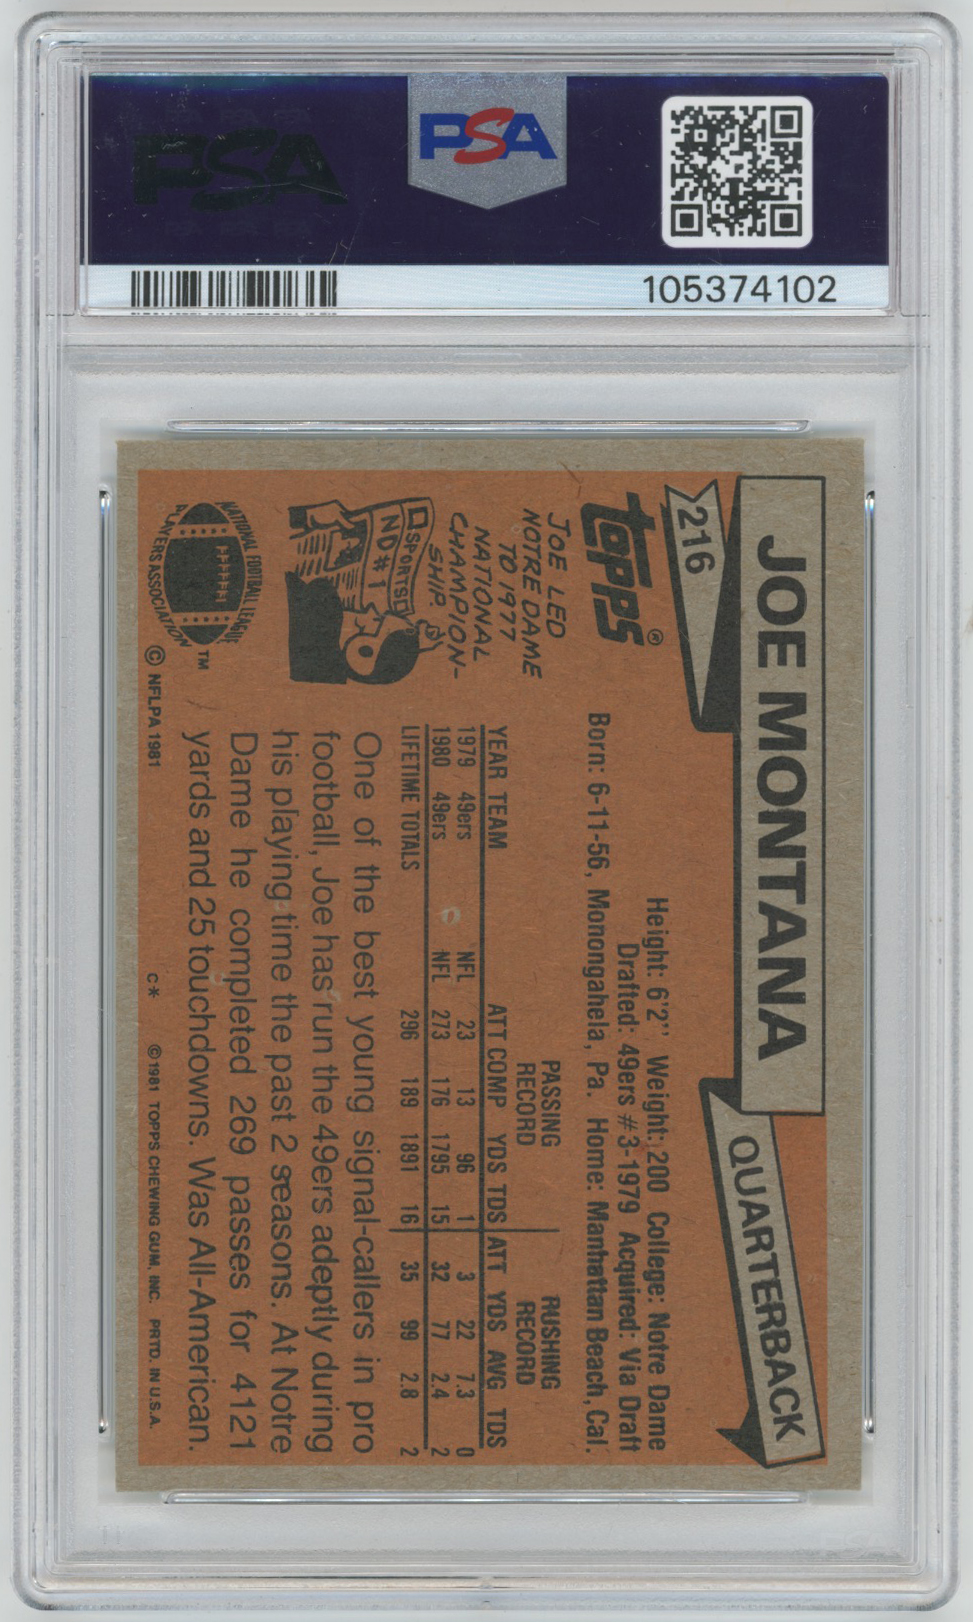 PSA
PSA
105374102
JOE MONTANA
QUARTERBACK
216
topps®
Height: 6'2" Weight: 200 College: Notre Dame
Drafted: 49ers #3-1979 Acquired: Via Draft
Born: 6-11-56, Monongahela, Pa. Home: Manhattan Beach, Cal.
JOE LED
NOTRE DAME
TO 1977
NATIONAL
CHAMPION-
SHIP.
SPORTS
ND #1
PASSING RUSHING
RECORD RECORD
YEAR TEAM ATT COMP YDS TDS ATT YDS AVG TDS
1979 49ers NFL 23 13 96 1 3 22 7.3 0
1980 49ers NFL 273 176 1795 15 32 77 2.4 2
LIFETIME TOTALS 296 189 1891 16 35 99 2.8 2
One of the best young signal-callers in pro
football, Joe has run the 49ers adeptly during
his playing time the past 2 seasons. At Notre
Dame he completed 269 passes for 4121
yards and 25 touchdowns. Was All-American.
NATIONAL FOOTBALL LEAGUE
PLAYERS ASSOCIATION
™
© NFLPA 1981
C*
© 1981 TOPPS CHEWING GUM, INC. PRTD. IN U.S.A.